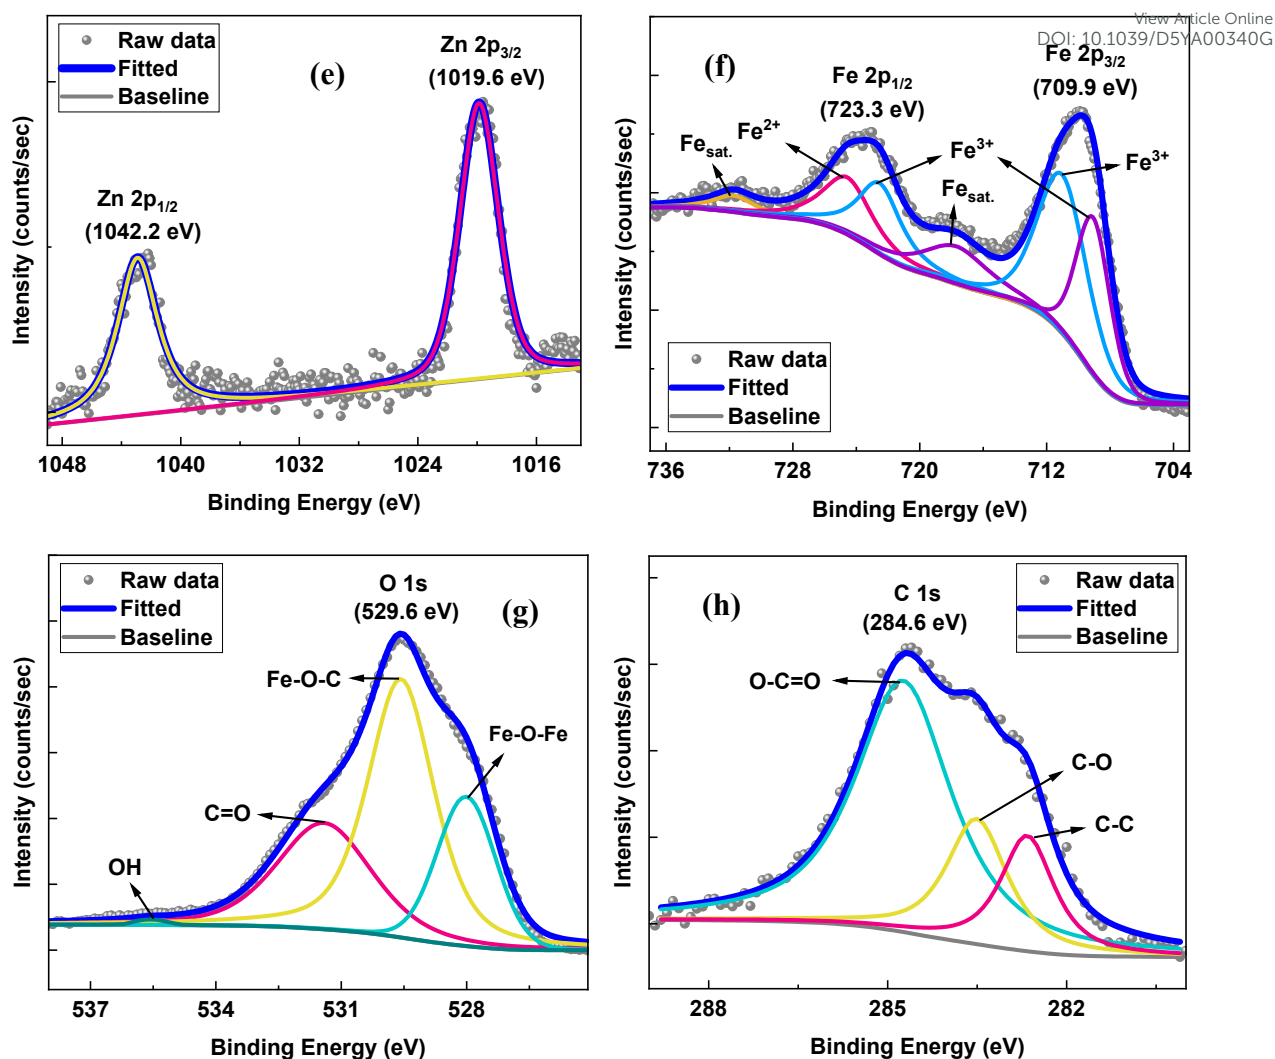 View Article Online
DOI: 10.1039/D5YA00340G
Raw data
Fitted
Baseline
(e)
Zn 2p3/2
(1019.6 eV)
Zn 2p1/2
(1042.2 eV)
Intensity (counts/sec)
1048
1040
1032
1024
1016
Binding Energy (eV)
(f)
Fe 2p3/2
(709.9 eV)
Fe 2p1/2
(723.3 eV)
Fesat.
Fe2+
Fe3+
Fesat.
Fe3+
Raw data
Fitted
Baseline
Intensity (counts/sec)
736
728
720
712
704
Binding Energy (eV)
Raw data
Fitted
Baseline
O 1s
(529.6 eV)
(g)
Fe-O-C
Fe-O-Fe
C=O
OH
Intensity (counts/sec)
537
534
531
528
Binding Energy (eV)
(h)
C 1s
(284.6 eV)
Raw data
Fitted
Baseline
O-C=O
C-O
C-C
Intensity (counts/sec)
288
285
282
Binding Energy (eV)